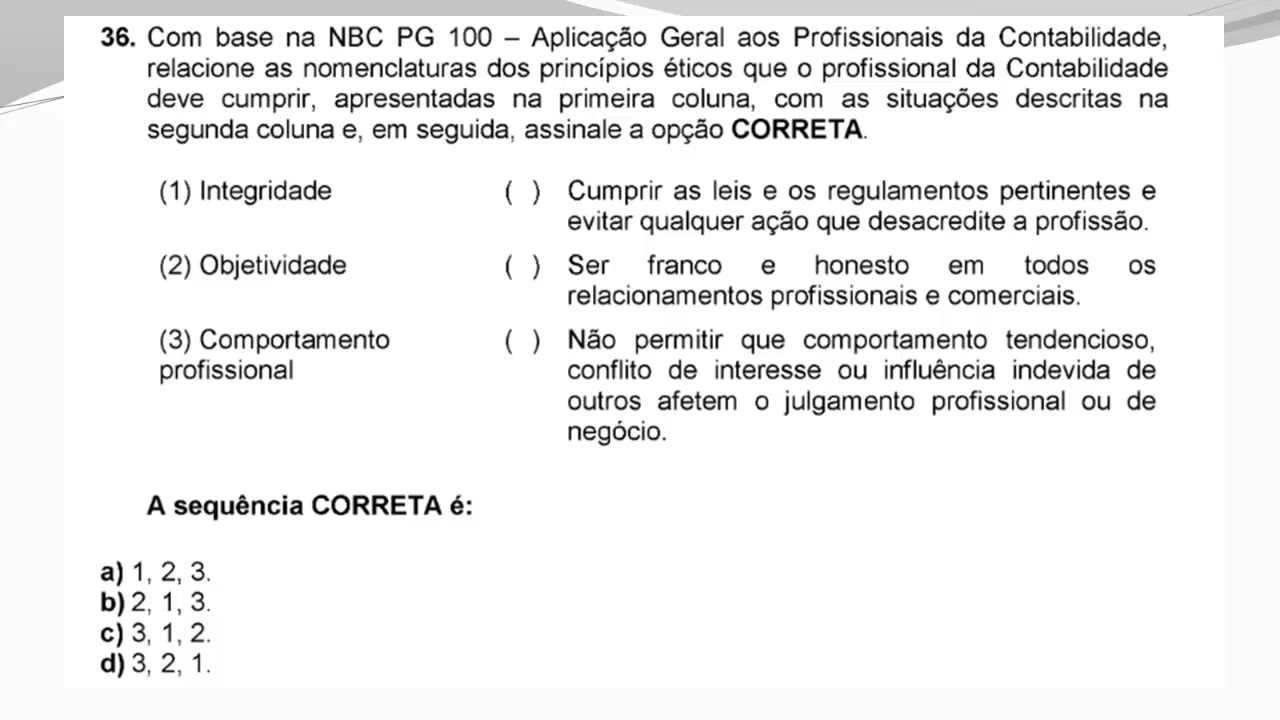 36. Com base na NBC PG 100 – Aplicação Geral aos Profissionais da Contabilidade,
relacione as nomenclaturas dos princípios éticos que o profissional da Contabilidade
deve cumprir, apresentadas na primeira coluna, com as situações descritas na
segunda coluna e, em seguida, assinale a opção CORRETA.
(1) Integridade ( ) Cumprir as leis e os regulamentos pertinentes e
evitar qualquer ação que desacredite a profissão.
(2) Objetividade ( ) Ser franco e honesto em todos os
relacionamentos profissionais e comerciais.
(3) Comportamento ( ) Não permitir que comportamento tendencioso,
profissional conflito de interesse ou influência indevida de
outros afetem o julgamento profissional ou de
negócio.
A sequência CORRETA é:
a) 1, 2, 3.
b) 2, 1, 3.
c) 3, 1, 2.
d) 3, 2, 1.